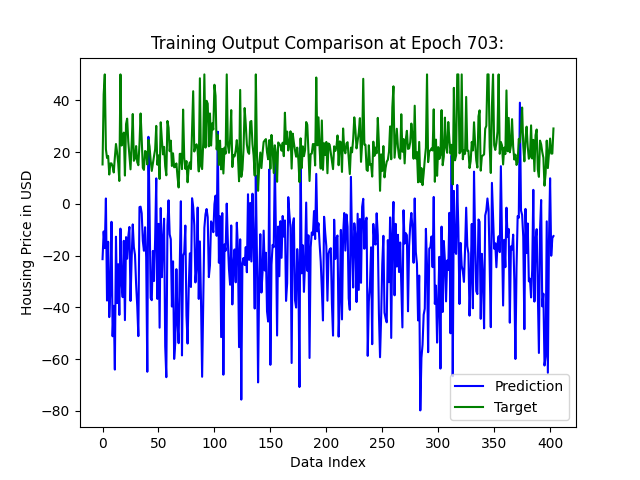 Training Output Comparison at Epoch 703:
Housing Price in USD
40
20
0
−20
−40
−60
−80
0 50 100 150 200 250 300 350 400
Data Index
Prediction
Target